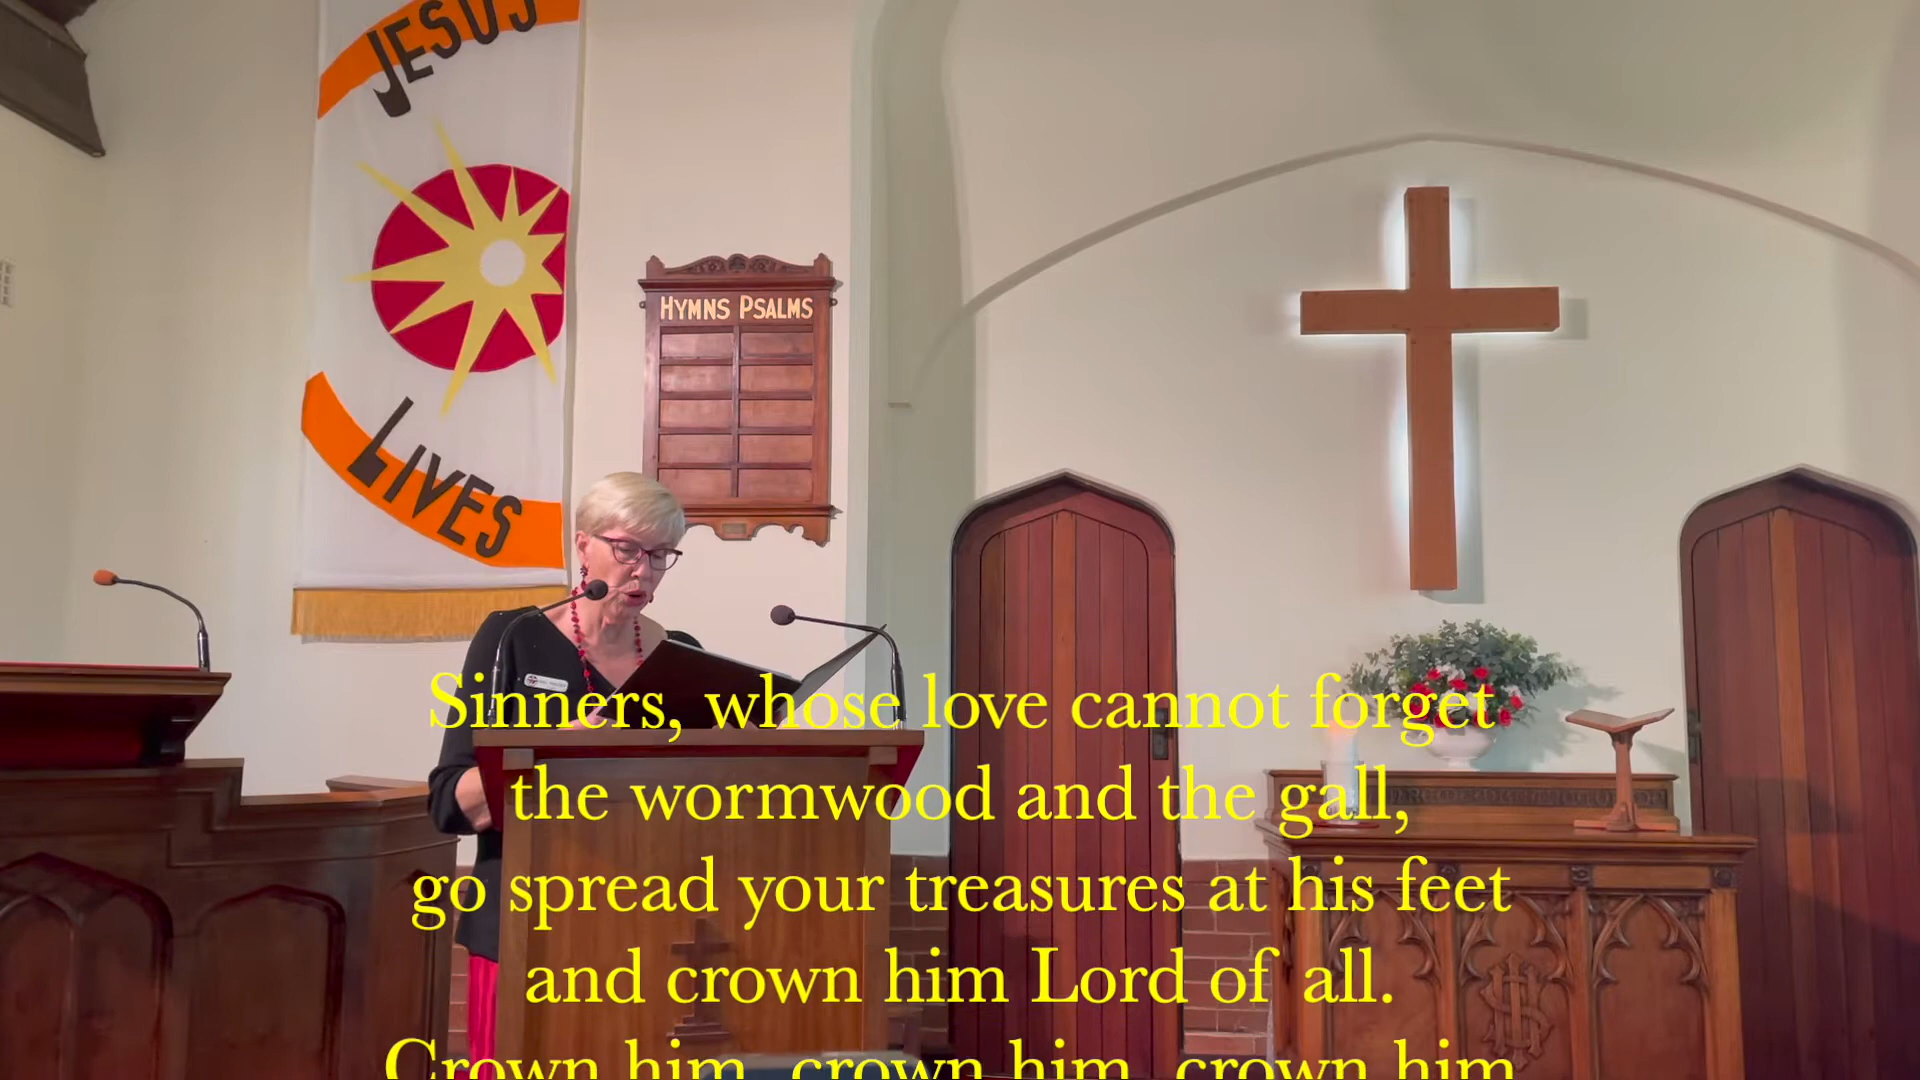 JESUS
HYMNS PSALMS
LIVES
Sinners, whose love cannot forget
the wormwood and the gall,
go spread your treasures at his feet
and crown him Lord of all.
Crown him, crown him, crown him
IHS